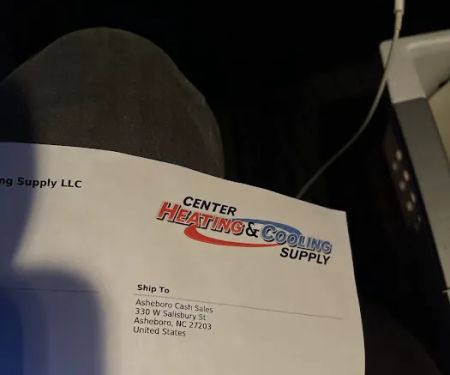 ng Supply LLC
CENTER
HEATING & COOLING
SUPPLY
Ship To
Asheboro Cash Sales
330 W Salisbury St
Asheboro, NC 27203
United States